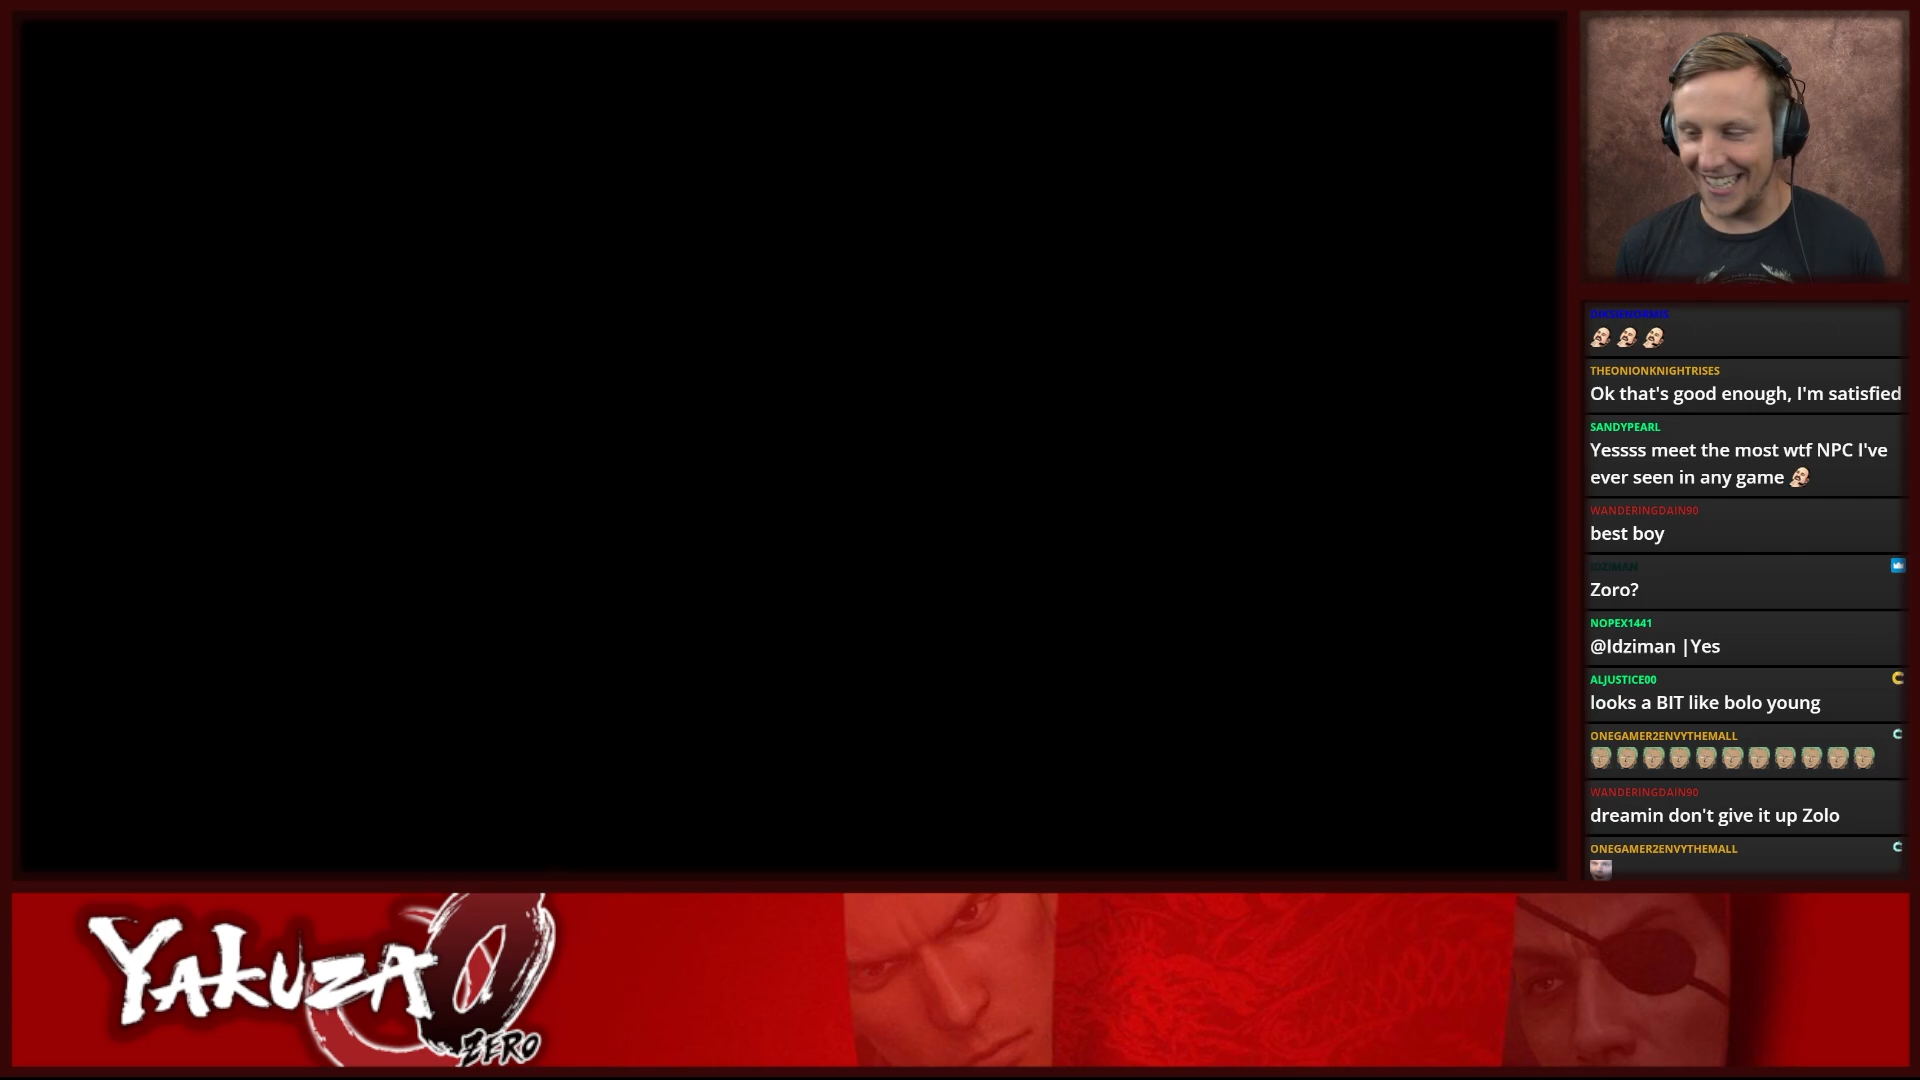 THEONIONKNIGHTRISES
Ok that's good enough, I'm satisfied
SANDYPEARL
Yessss meet the most wtf NPC I've
ever seen in any game
WANDERINGDAIN90
best boy
IDZIMAN
Zoro?
NOPEX1441
@Idziman |Yes
ALJUSTICE00
looks a BIT like bolo young
ONEGAMER2ENVYTHEMALL
WANDERINGDAIN90
dreamin don't give it up Zolo
ONEGAMER2ENVYTHEMALL
YAKUZA 0
ZERO